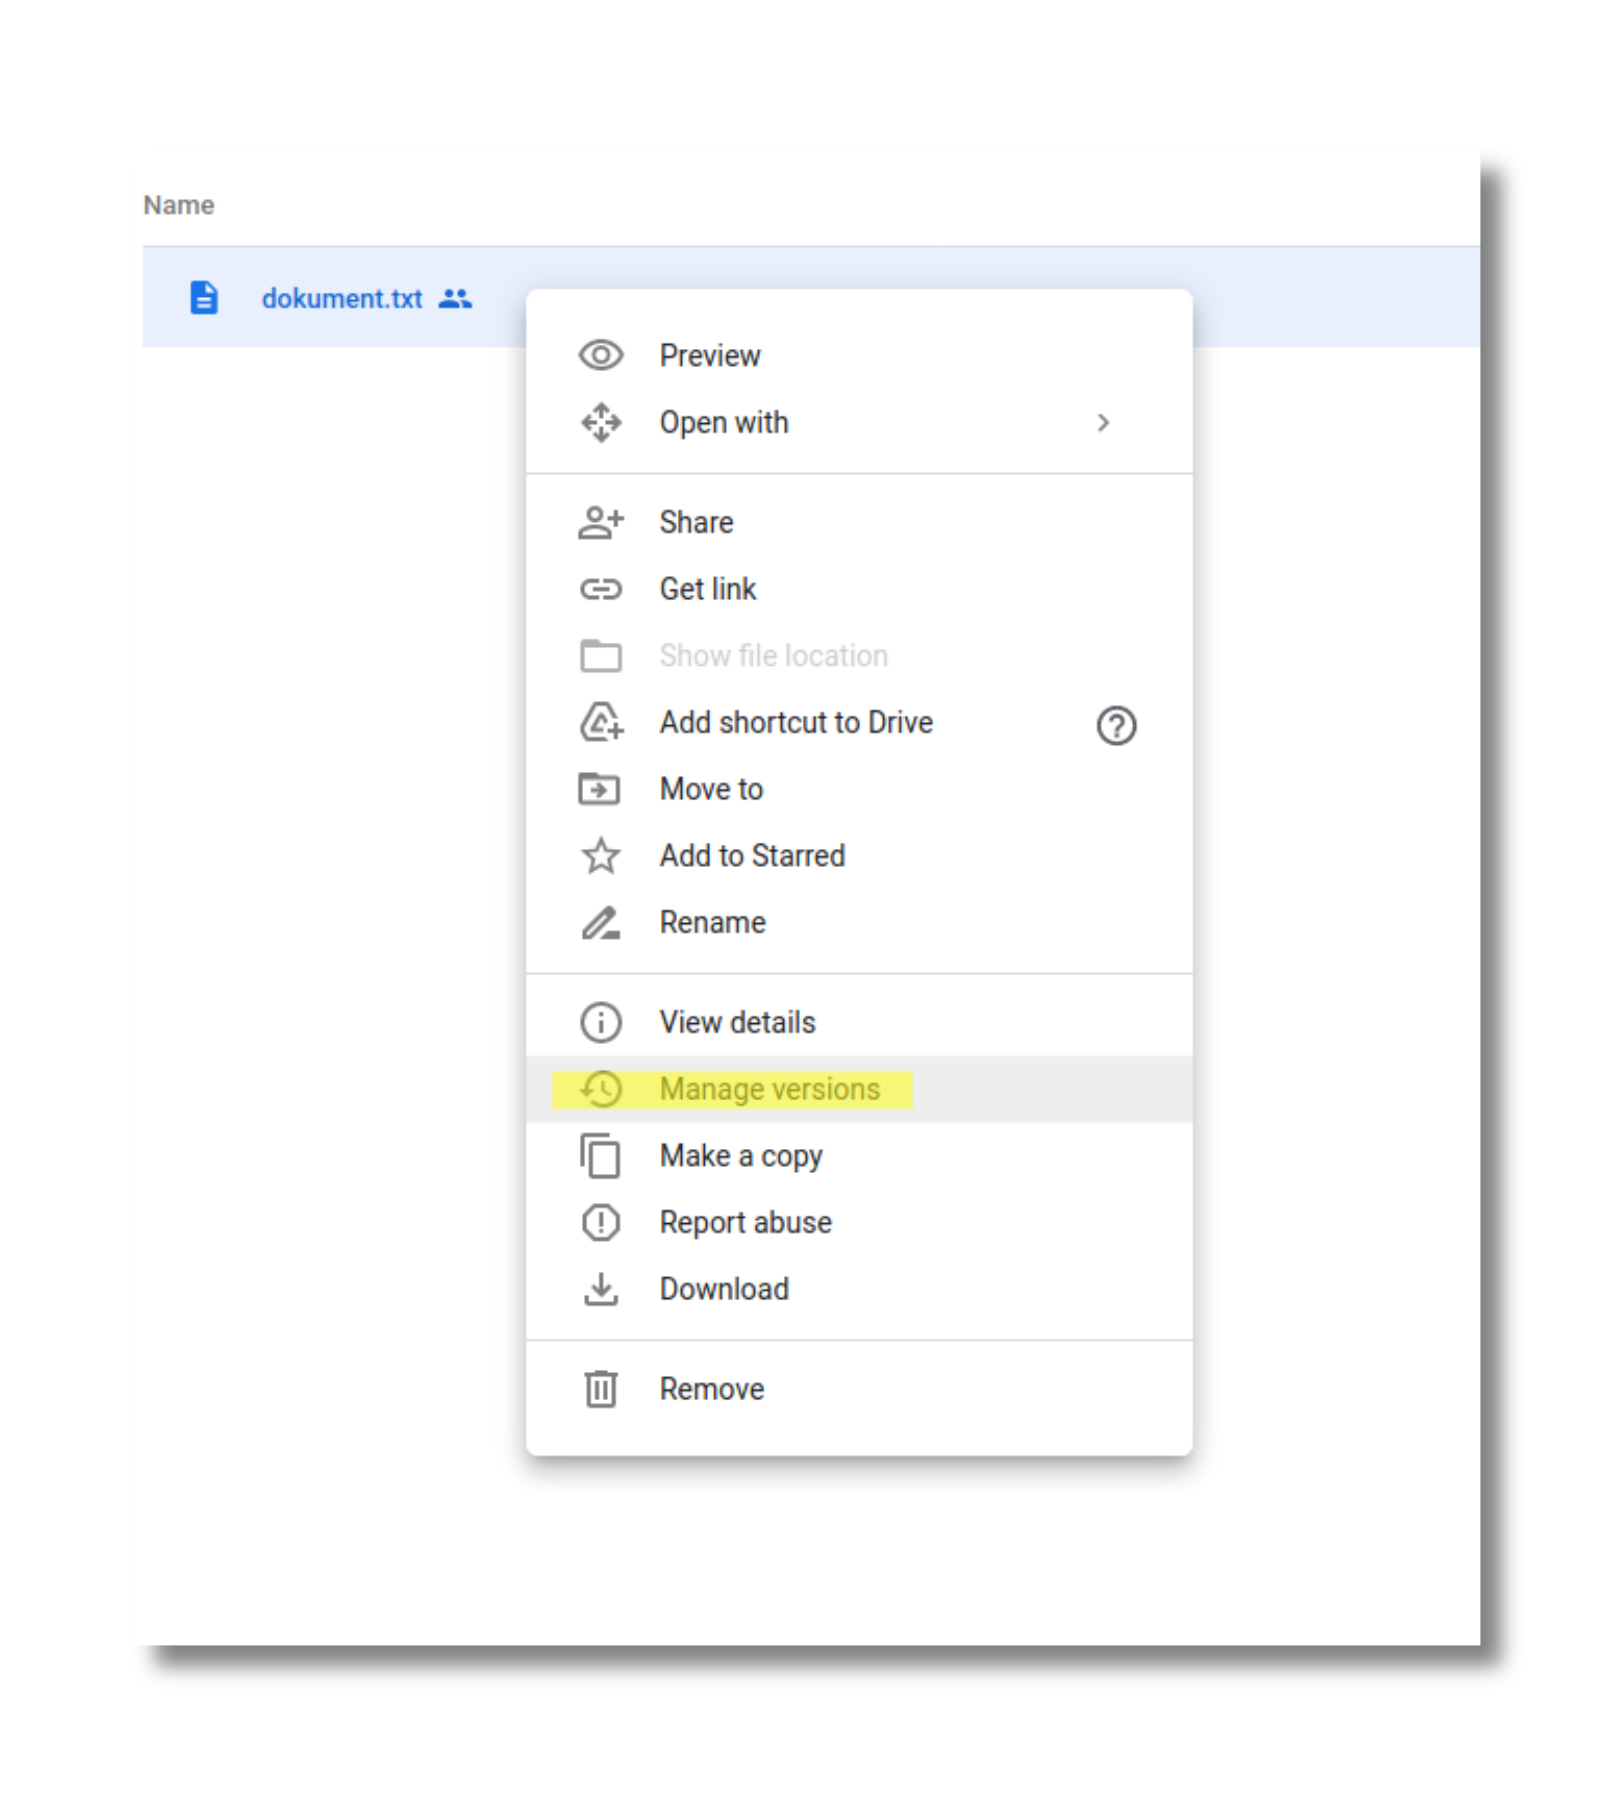 Name
dokument.txt
Preview
Open with
Share
Get link
Show file location
Add shortcut to Drive
Move to
Add to Starred
Rename
View details
Manage versions
Make a copy
Report abuse
Download
Remove